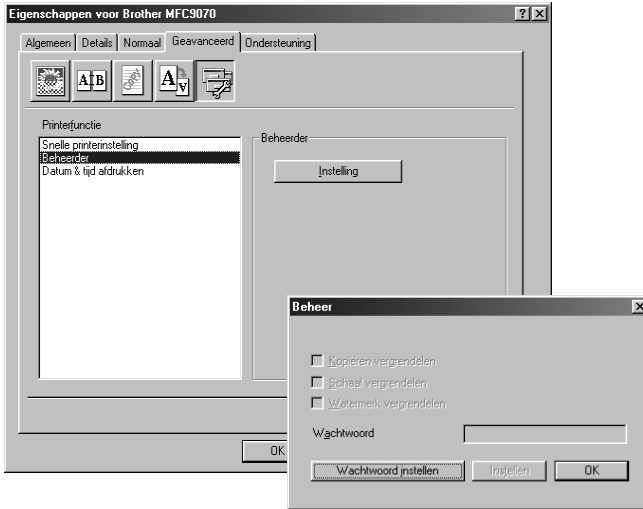 Eigenschappen voor Brother MFC9070
Algemeen Details Normaal Geavanceerd Ondersteuning
A B A A
Printerfunctie
Snelle printerinstelling
Beheerder
Datum & tijd afdrukken
Beheerder
Instelling
OK
Beheer
Kopiëren vergrendelen
Schaal vergrendelen
Watermerk vergrendelen
Wachtwoord
Wachtwoord instellen Instellen OK